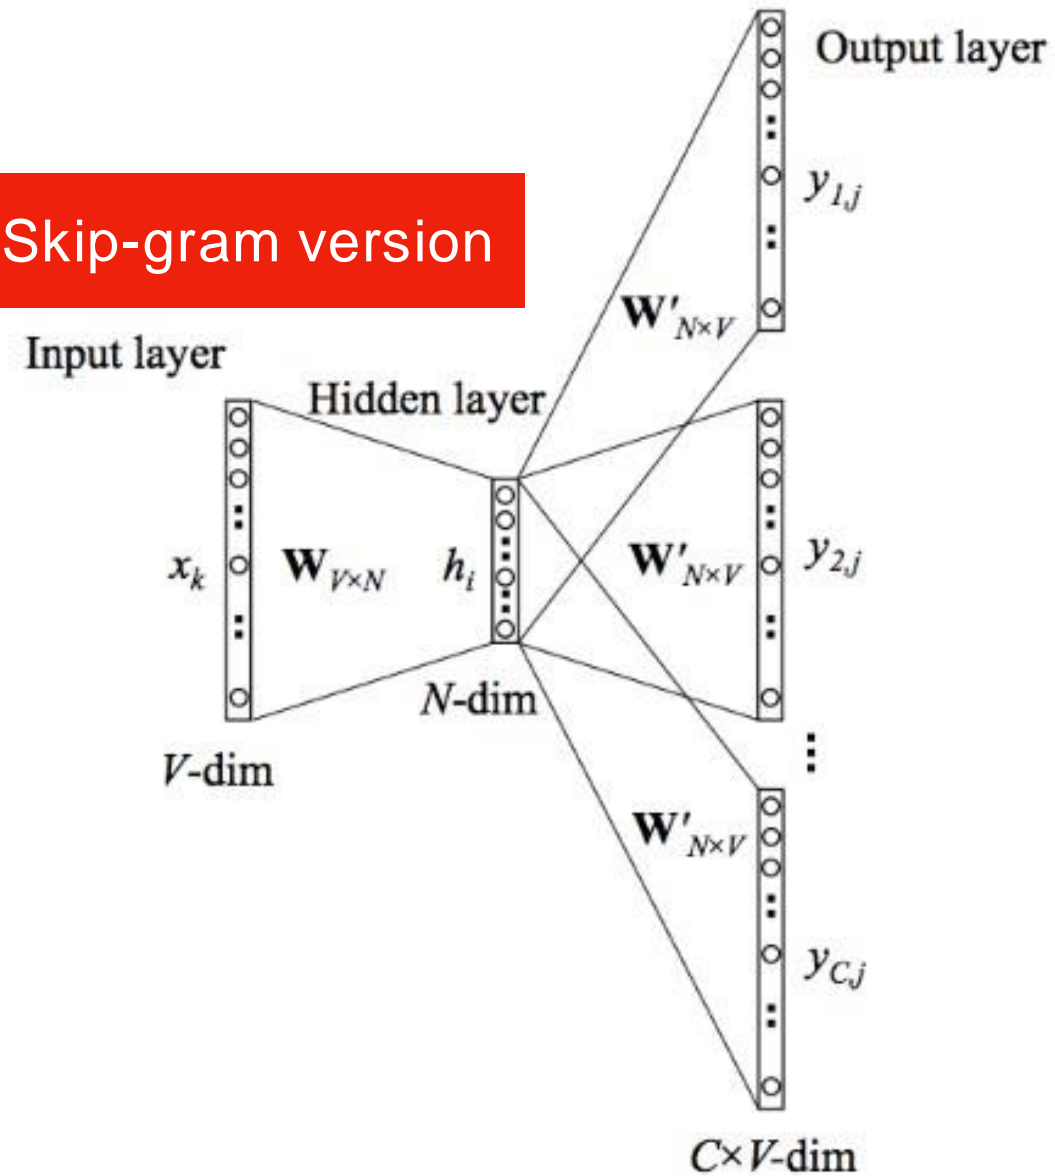 Output layer
y1,j
Skip-gram version
W'N×V
Input layer
Hidden layer
xk
WV×N
hi
W'N×V
y2,j
N-dim
V-dim
W'N×V
yC,j
C×V-dim